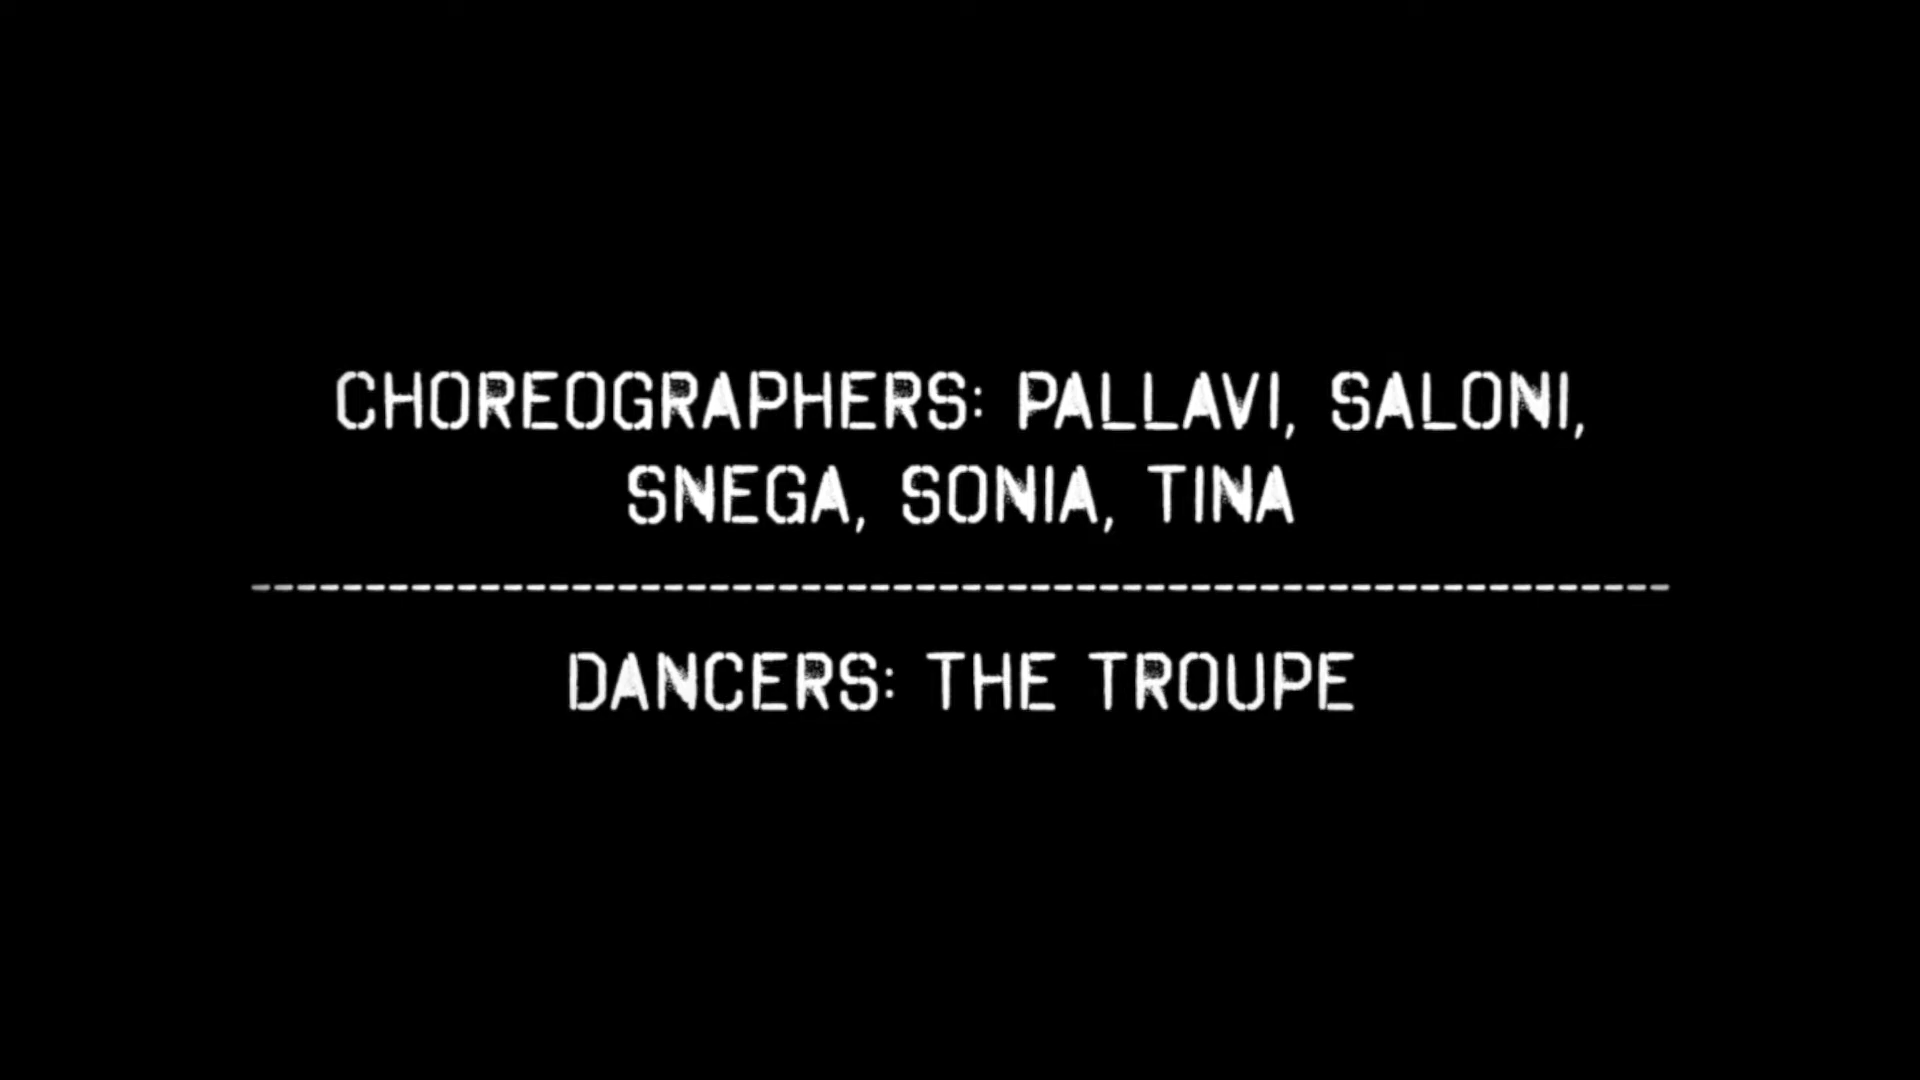 CHOREOGRAPHERS: PALLAVI, SALONI,
SNEGA, SONIA, TINA
DANCERS: THE TROUPE